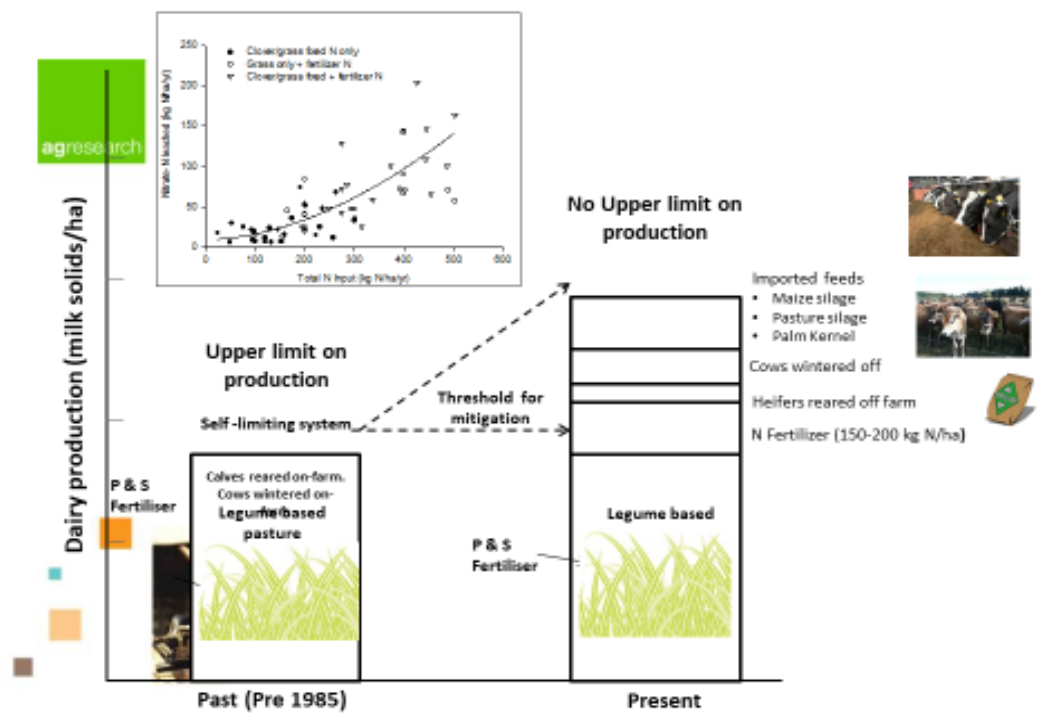 250
200
150
100
50
0
Nitrate-N leached (kg N/ha/yr)
Clover/grass fixed N only
Grass only + fertilizer N
Clover/grass fixed + fertilizer N
0
100
200
300
400
500
600
Total N Input (kg N/ha/yr)
agresearch
Dairy production (milk solids/ha)
No Upper limit on
production
Imported feeds
• Maize silage
• Pasture silage
• Palm Kernel
Cows wintered off
Heifers reared off farm
N Fertilizer (150-200 kg N/ha)
Upper limit on
production
Self-limiting system
Threshold for
mitigation
P & S
Fertiliser
Calves reared on-farm.
Cows wintered on-
Legume based
pasture
Legume based
P & S
Fertiliser
Past (Pre 1985)
Present